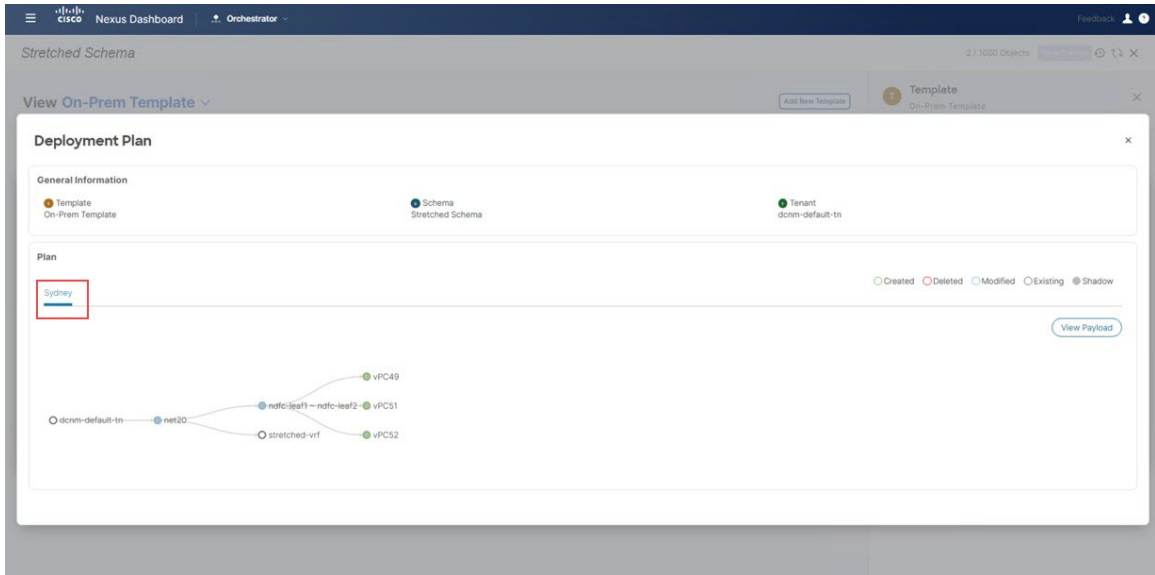 cisco Nexus Dashboard Orchestrator Feedback
Stretched Schema 2 / 1000 Objects
View On-Prem Template Add New Template Template
On-Prem Template
Deployment Plan
General Information
Template Schema Tenant
On-Prem Template Stretched Schema dcnm-default-tn
Plan
Sydney Created Deleted Modified Existing Shadow
View Payload
vPC49
dcnm-default-tn net20 ndfc-leaf1 ~ ndfc-leaf2 vPC51
stretched-vrf vPC52